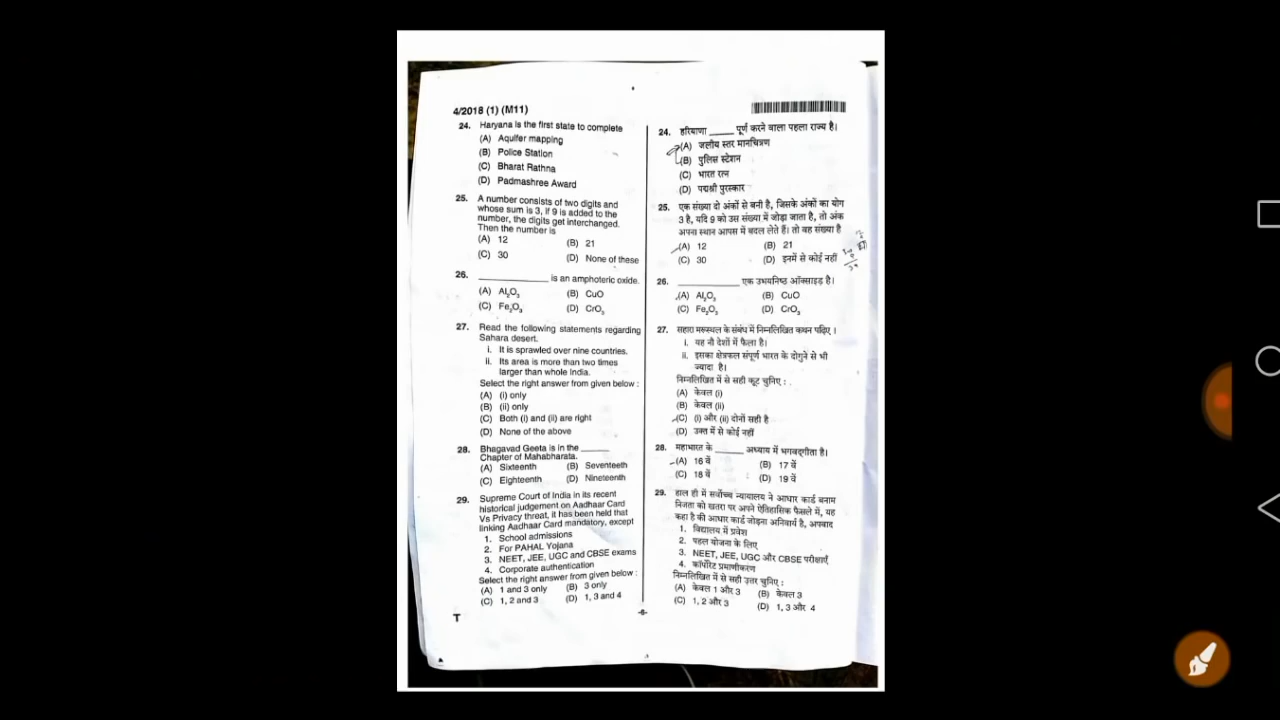 4/2018 (1) (M11)
24. Haryana is the first state to complete
(A) Aquifer mapping
(B) Police Station
(C) Bharat Rathna
(D) Padmashree Award
25. A number consists of two digits and
whose sum is 3, if 9 is added to the
number, the digits get interchanged.
Then the number is
(A) 12 (B) 21
(C) 30 (D) None of these
26. ________ is an amphoteric oxide.
(A) Al₂O₃ (B) CuO
(C) Fe₂O₃ (D) CrO₃
27. Read the following statements regarding
Sahara desert.
i. It is sprawled over nine countries.
ii. Its area is more than two times
larger than whole India.
Select the right answer from given below :
(A) (i) only
(B) (ii) only
(C) Both (i) and (ii) are right
(D) None of the above
28. Bhagavad Geeta is in the _____
Chapter of Mahabharata.
(A) Sixteenth (B) Seventeeth
(C) Eighteenth (D) Nineteenth
29. Supreme Court of India in its recent
historical judgement on Aadhaar Card
Vs Privacy threat, it has been held that
linking Aadhaar Card mandatory, except
1. School admissions
2. For PAHAL Yojana
3. NEET, JEE, UGC and CBSE exams
4. Corporate authentication
Select the right answer from given below :
(A) 1 and 3 only (B) 3 only
(C) 1, 2 and 3 (D) 1, 3 and 4
T
24. हरियाणा _____ पूर्ण करने वाला पहला राज्य है।
(A) जलीय स्तर मानचित्रण
(B) पुलिस स्टेशन
(C) भारत रत्न
(D) पद्मश्री पुरस्कार
25. एक संख्या दो अंकों से बनी है, जिसके अंकों का योग
3 है, यदि 9 को उस संख्या में जोड़ा जाता है, तो अंक
अपना स्थान आपस में बदल लेते हैं। तो वह संख्या है
(A) 12 (B) 21
(C) 30 (D) इनमें से कोई नहीं
26. ________ एक उभयनिष्ठ ऑक्साइड है।
(A) Al₂O₃ (B) CuO
(C) Fe₂O₃ (D) CrO₃
27. सहारा मरुस्थल के संबंध में निम्नलिखित कथन पढ़िए ।
i. यह नौ देशों में फैला है।
ii. इसका क्षेत्रफल संपूर्ण भारत के दोगुने से भी
ज्यादा है।
निम्नलिखित में से सही कूट चुनिए :
(A) केवल (i)
(B) केवल (ii)
(C) (i) और (ii) दोनों सही है
(D) उक्त में से कोई नहीं
28. महाभारत के _____ अध्याय में भगवद्गीता है।
(A) 16 वें (B) 17 वें
(C) 18 वें (D) 19 वें
29. हाल ही में सर्वोच्च न्यायालय ने आधार कार्ड बनाम
निजता को खतरा पर अपने ऐतिहासिक फैसले में, यह
कहा है की आधार कार्ड जोड़ना अनिवार्य है, अपवाद
1. विद्यालय में प्रवेश
2. पहल योजना के लिए
3. NEET, JEE, UGC और CBSE परीक्षाएँ
4. कॉर्पोरेट प्रमाणीकरण
निम्नलिखित में से सही उत्तर चुनिए :
(A) केवल 1 और 3 (B) केवल 3
(C) 1, 2 और 3 (D) 1, 3 और 4
-6-